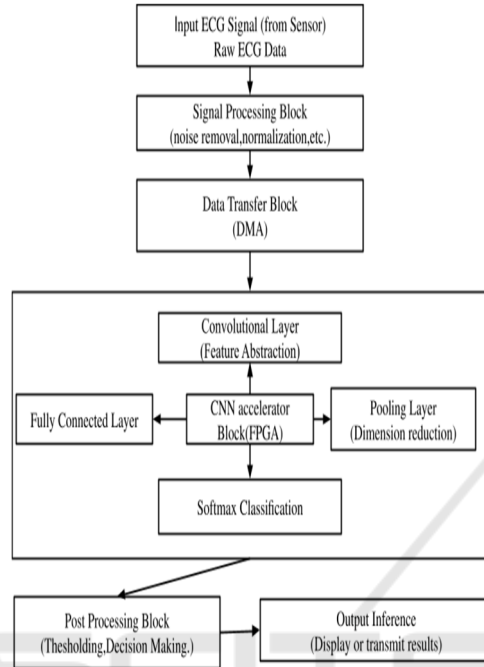 Input ECG Signal (from Sensor)
Raw ECG Data
Signal Processing Block
(noise removal,normalization,etc.)
Data Transfer Block
(DMA)
Convolutional Layer
(Feature Abstraction)
Fully Connected Layer
CNN accelerator
Block(FPGA)
Pooling Layer
(Dimension reduction)
Softmax Classification
Post Processing Block
(Thesholding,Decision Making.)
Output Inference
(Display or transmit results)